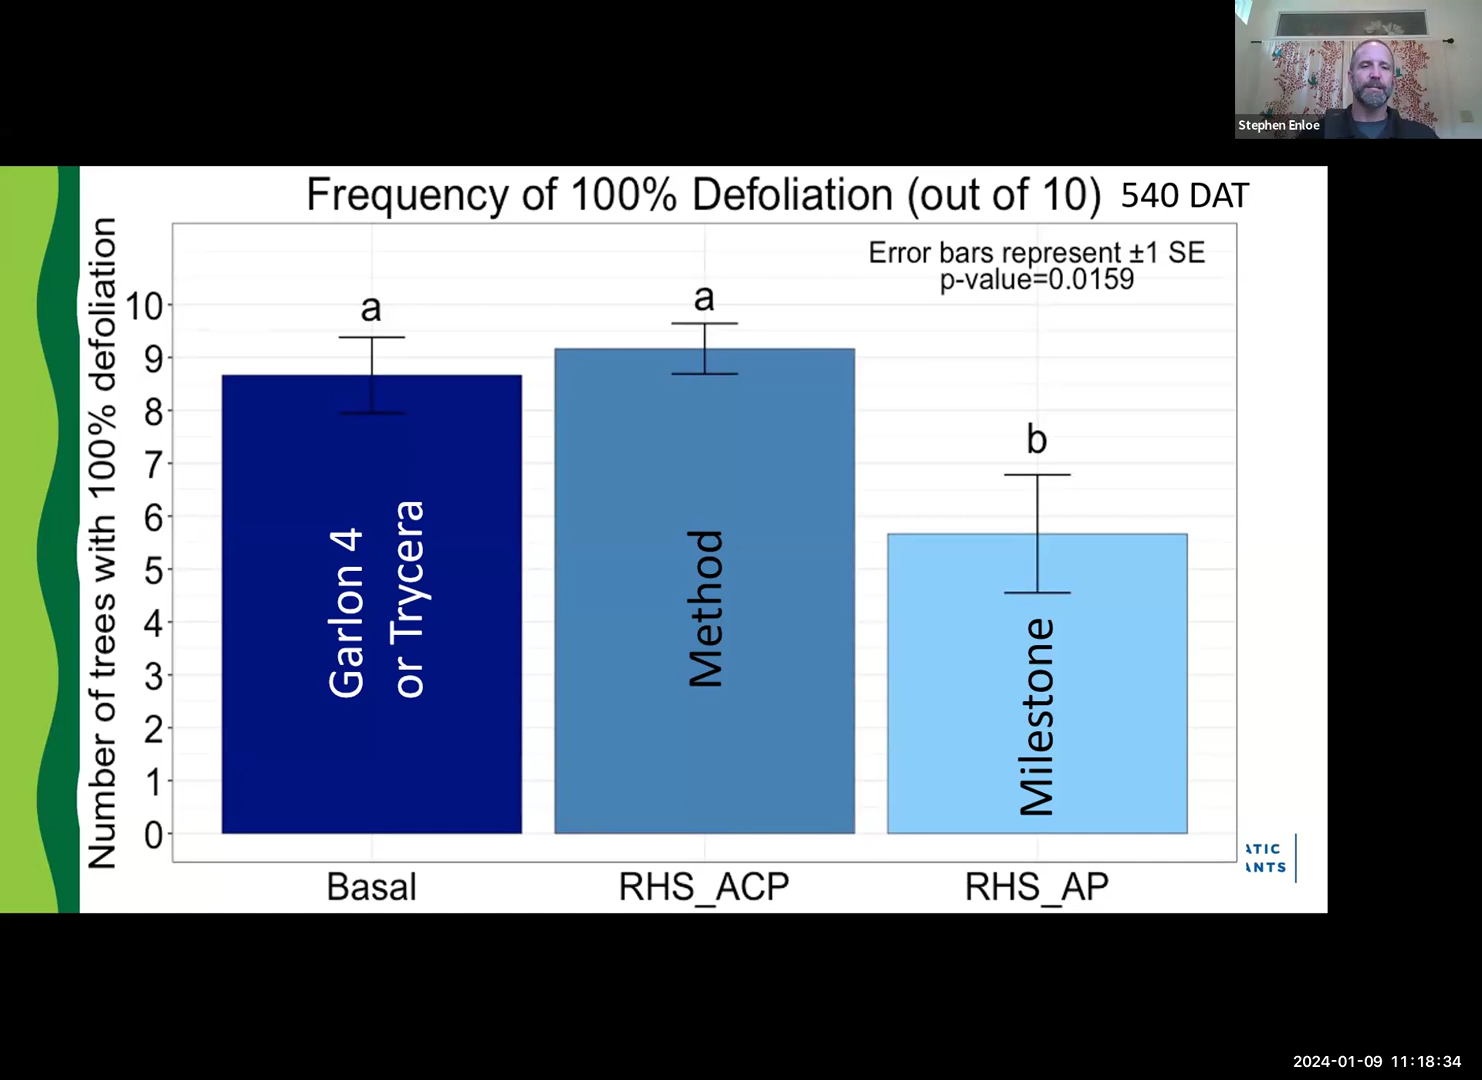 Stephen Enloe
Frequency of 100% Defoliation (out of 10) 540 DAT
Error bars represent ±1 SE
p-value=0.0159
Number of trees with 100% defoliation
10
9
8
7
6
5
4
3
2
1
0
a
a
b
Garlon 4
or Trycera
Method
Milestone
Basal
RHS_ACP
RHS_AP
ATIC
ANTS
2024-01-09 11:18:34